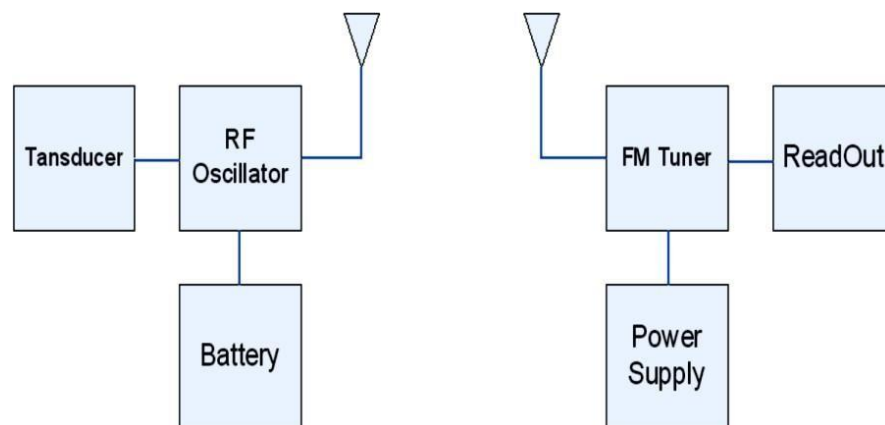 Tansducer
RF
Oscillator
FM Tuner
ReadOut
Battery
Power
Supply